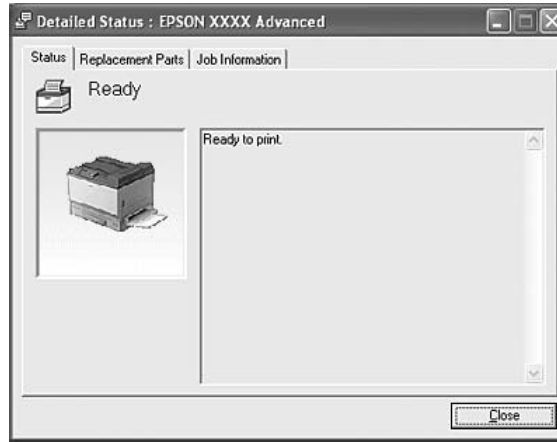 Detailed Status : EPSON XXXX Advanced
Status Replacement Parts Job Information
Ready
Ready to print.
Close